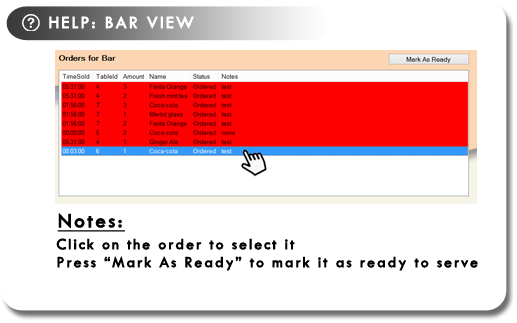 ? HELP: BAR VIEW
Orders for Bar
Mark As Ready
TimeSold TableId Amount Name Status Notes
05:31:00 4 3 Fanta Orange Ordered test
05:31:00 4 2 Fresh mint tea Ordered test
01:56:00 7 3 Coca-cola Ordered test
01:56:00 7 1 Merlot glass Ordered test
01:56:00 7 2 Fanta Orange Ordered test
00:00:05 5 2 Coca-cola Ordered none
05:31:00 4 1 Ginger Ale Ordered test
08:03:00 6 1 Coca-cola Ordered test
Notes:
Click on the order to select it
Press “Mark As Ready” to mark it as ready to serve